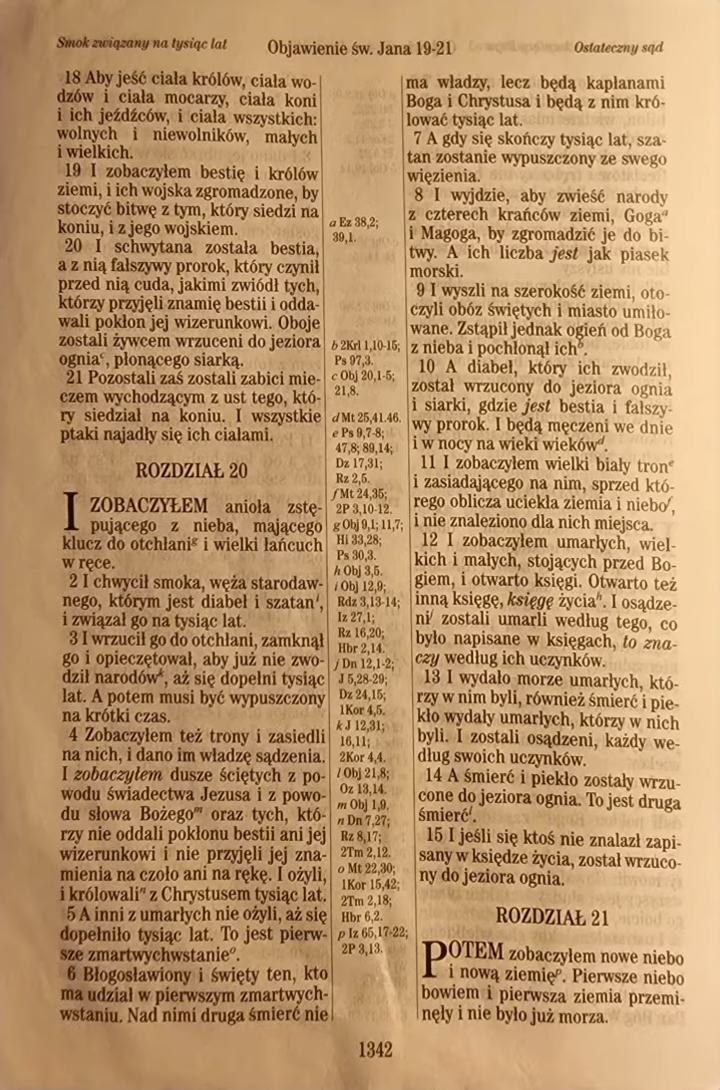 Smok związany na tysiąc lat
Objawienie św. Jana 19-21
Ostateczny sąd
18 Aby jeść ciała królów, ciała wo-
dzów i ciała mocarzy, ciała koni
i ich jeźdźców, i ciała wszystkich:
wolnych i niewolników, małych
i wielkich.
19 I zobaczyłem bestię i królów
ziemi, i ich wojska zgromadzone, by
stoczyć bitwę z tym, który siedzi na
koniu, i z jego wojskiem.
20 I schwytana została bestia,
a z nią fałszywy prorok, który czynił
przed nią cuda, jakimi zwiódł tych,
którzy przyjęli znamię bestii i odda-
wali pokłon jej wizerunkowi. Oboje
zostali żywcem wrzuceni do jeziora
ogniaᶜ, płonącego siarką.
21 Pozostali zaś zostali zabici mie-
czem wychodzącym z ust tego, któ-
ry siedział na koniu. I wszystkie
ptaki najadły się ich ciałami.
ROZDZIAŁ 20
I ZOBACZYŁEM anioła zstę-
pującego z nieba, mającego
klucz do otchłaniᵍ i wielki łańcuch
w ręce.
2 I chwycił smoka, węża starodaw-
nego, którym jest diabeł i szatanⁱ,
i związał go na tysiąc lat.
3 I wrzucił go do otchłani, zamknął
go i opieczętował, aby już nie zwo-
dził narodówᵏ, aż się dopełni tysiąc
lat. A potem musi być wypuszczony
na krótki czas.
4 Zobaczyłem też trony i zasiedli
na nich, i dano im władzę sądzenia.
I zobaczyłem dusze ściętych z po-
wodu świadectwa Jezusa i z powo-
du słowa Bożegoᵐ oraz tych, któ-
rzy nie oddali pokłonu bestii ani jej
wizerunkowi i nie przyjęli jej zna-
mienia na czoło ani na rękę. I ożyli,
i królowaliⁿ z Chrystusem tysiąc lat.
5 A inni z umarłych nie ożyli, aż się
dopełniło tysiąc lat. To jest pierw-
sze zmartwychwstanieᵒ.
6 Błogosławiony i święty ten, kto
ma udział w pierwszym zmartwych-
wstaniu. Nad nimi druga śmierć nie
a Ez 38,2;
39,1.
b 2Krl 1,10-15;
Ps 97,3.
c Obj 20,1-5;
21,8.
d Mt 25,41.46.
e Ps 9,7-8;
47,8; 89,14;
Dz 17,31;
Rz 2,5.
f Mt 24,35;
2P 3,10-12.
g Obj 9,1; 11,7;
Hi 33,28;
Ps 30,3.
h Obj 3,5.
i Obj 12,9;
Rdz 3,13-14;
Iz 27,1;
Rz 16,20;
Hbr 2,14.
j Dn 12,1-2;
J 5,28-29;
Dz 24,15;
1Kor 4,5.
k J 12,31;
16,11;
2Kor 4,4.
l Obj 21,8;
Oz 13,14.
m Obj 1,9.
n Dn 7,27;
Rz 8,17;
2Tm 2,12.
o Mt 22,30;
1Kor 15,42;
2Tm 2,18;
Hbr 6,2.
p Iz 65,17-22;
2P 3,13.
ma władzy, lecz będą kapłanami
Boga i Chrystusa i będą z nim kró-
lować tysiąc lat.
7 A gdy się skończy tysiąc lat, sza-
tan zostanie wypuszczony ze swego
więzienia.
8 I wyjdzie, aby zwieść narody
z czterech krańców ziemi, Gogaᵃ
i Magoga, by zgromadzić je do bi-
twy. A ich liczba jest jak piasek
morski.
9 I wyszli na szerokość ziemi, oto-
czyli obóz świętych i miasto umiło-
wane. Zstąpił jednak ogień od Boga
z nieba i pochłonął ichᵇ.
10 A diabeł, który ich zwodził,
został wrzucony do jeziora ognia
i siarki, gdzie jest bestia i fałszy-
wy prorok. I będą męczeni we dnie
i w nocy na wieki wiekówᵈ.
11 I zobaczyłem wielki biały tronᵉ
i zasiadającego na nim, sprzed któ-
rego oblicza uciekła ziemia i nieboᶠ,
i nie znaleziono dla nich miejsca.
12 I zobaczyłem umarłych, wiel-
kich i małych, stojących przed Bo-
giem, i otwarto księgi. Otwarto też
inną księgę, księgę życiaʰ. I osądze-
niʲ zostali umarli według tego, co
było napisane w księgach, to zna-
czy według ich uczynków.
13 I wydało morze umarłych, któ-
rzy w nim byli, również śmierć i pie-
kło wydały umarłych, którzy w nich
byli. I zostali osądzeni, każdy we-
dług swoich uczynków.
14 A śmierć i piekło zostały wrzu-
cone do jeziora ognia. To jest druga
śmierćˡ.
15 I jeśli się ktoś nie znalazł zapi-
sany w księdze życia, został wrzuco-
ny do jeziora ognia.
ROZDZIAŁ 21
POTEM zobaczyłem nowe niebo
i nową ziemięᵖ. Pierwsze niebo
bowiem i pierwsza ziemia przemi-
nęły i nie było już morza.
1342